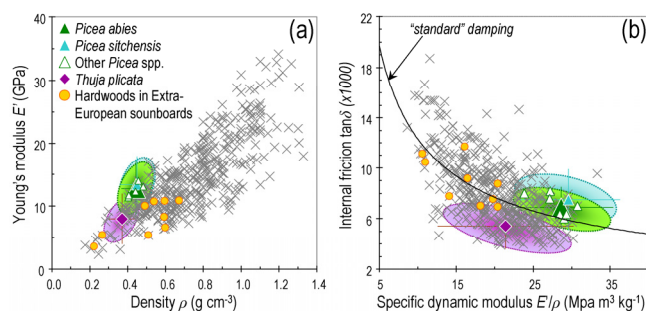 (a)
Picea abies
Picea sitchensis
Other Picea spp.
Thuja plicata
Hardwoods in Extra-
European soundboards
Young's modulus E' (GPa)
40
30
20
10
0
0.0 0.2 0.4 0.6 0.8 1.0 1.2 1.4
Density ρ (g cm-3)
(b)
“standard” damping
Internal friction tanδ (x1000)
22
18
14
10
6
2
5 15 25 35
Specific dynamic modulus E'/ρ (Mpa m3 kg-1)